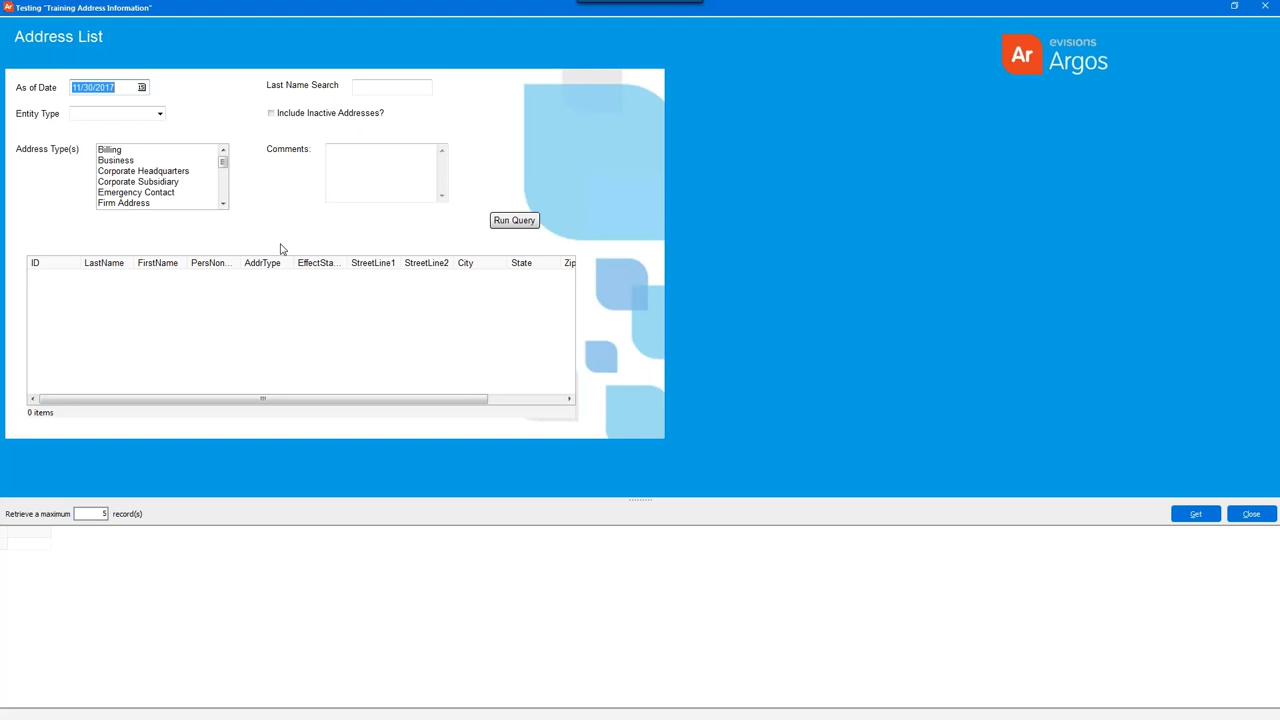 Ar Testing "Training Address Information"
Address List
Ar evisions Argos
As of Date 11/30/2017
Last Name Search
Entity Type
Include Inactive Addresses?
Address Type(s)
Billing
Business
Corporate Headquarters
Corporate Subsidiary
Emergency Contact
Firm Address
Comments:
Run Query
ID LastName FirstName PersNon... AddrType EffectSta... StreetLine1 StreetLine2 City State Zip
0 items
Retrieve a maximum 5 record(s)
Get Close